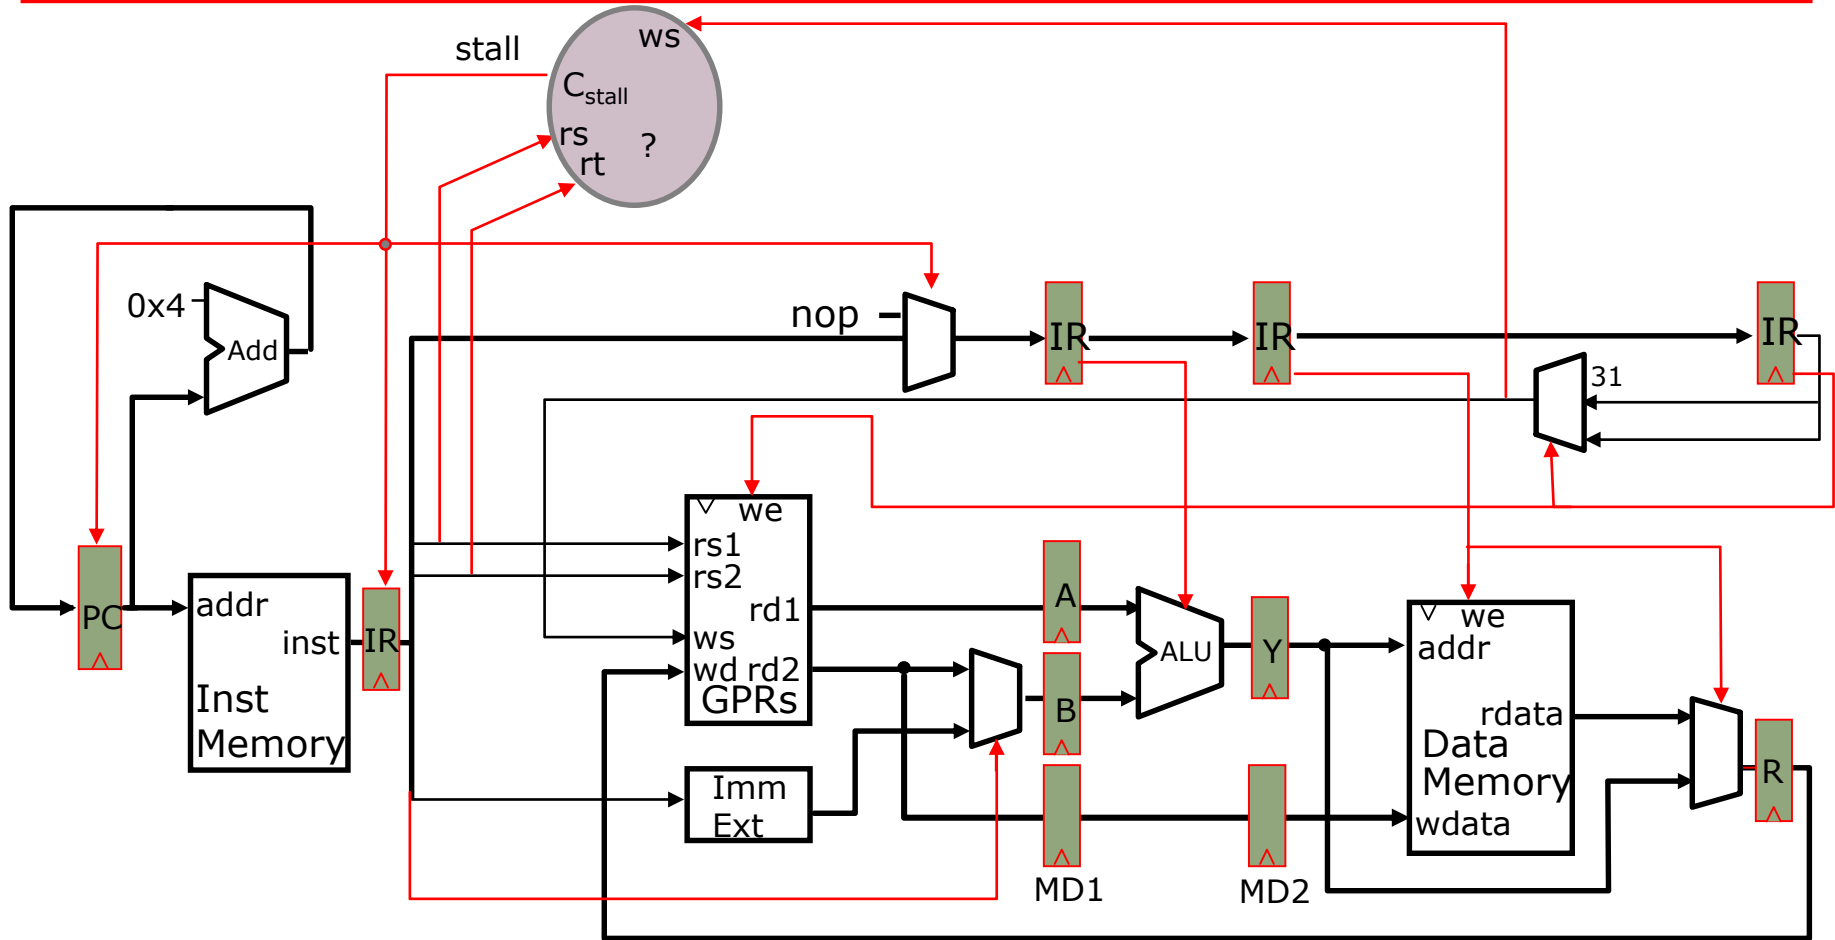 ws
stall
C stall
rs
?
rt
0x4
nop
Add
IR
IR
IR
31
we
rs1
rs2
A
PC
addr
rd1
we
inst
IR
ws
ALU
Y
addr
wd rd2
GPRs
B
Inst
Memory
rdata
Data
Memory
R
Imm
Ext
wdata
MD1
MD2